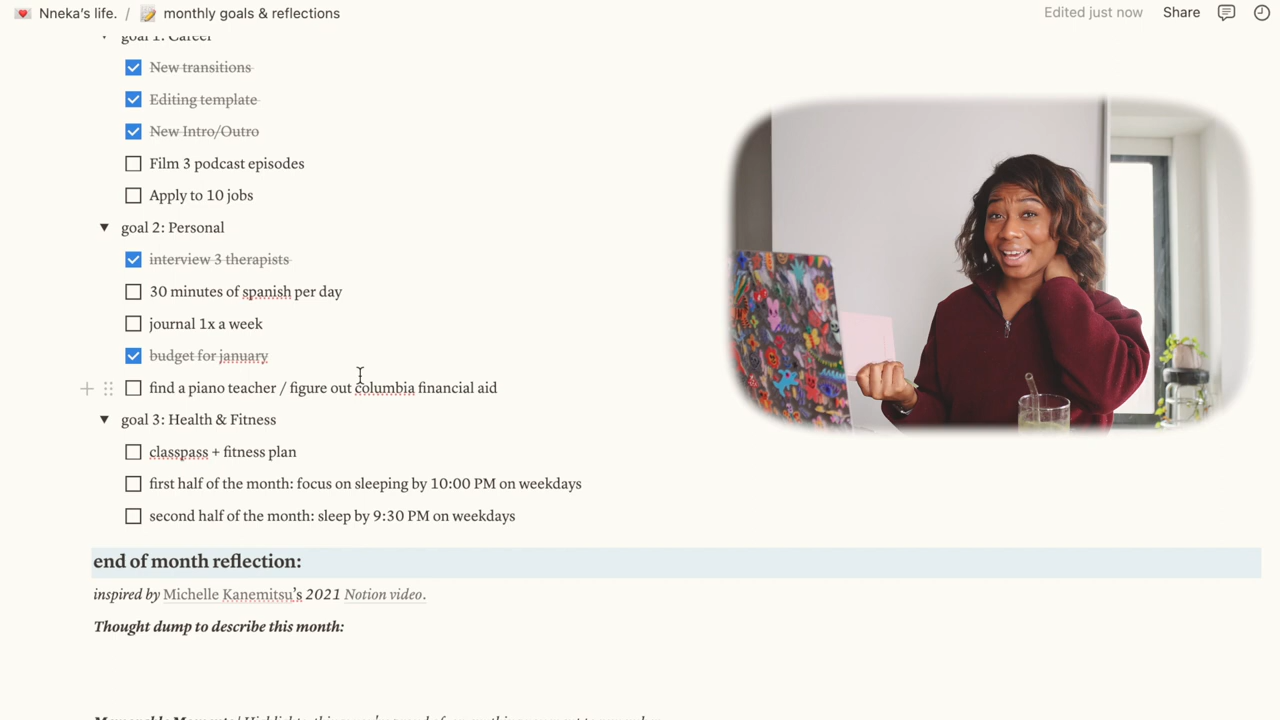 Nneka's life. / monthly goals & reflections
Edited just now Share
goal 1: Career
New transitions
Editing template
New Intro/Outro
Film 3 podcast episodes
Apply to 10 jobs
goal 2: Personal
interview 3 therapists
30 minutes of spanish per day
journal 1x a week
budget for january
find a piano teacher / figure out columbia financial aid
goal 3: Health & Fitness
classpass + fitness plan
first half of the month: focus on sleeping by 10:00 PM on weekdays
second half of the month: sleep by 9:30 PM on weekdays
end of month reflection:
inspired by Michelle Kanemitsu's 2021 Notion video.
Thought dump to describe this month: